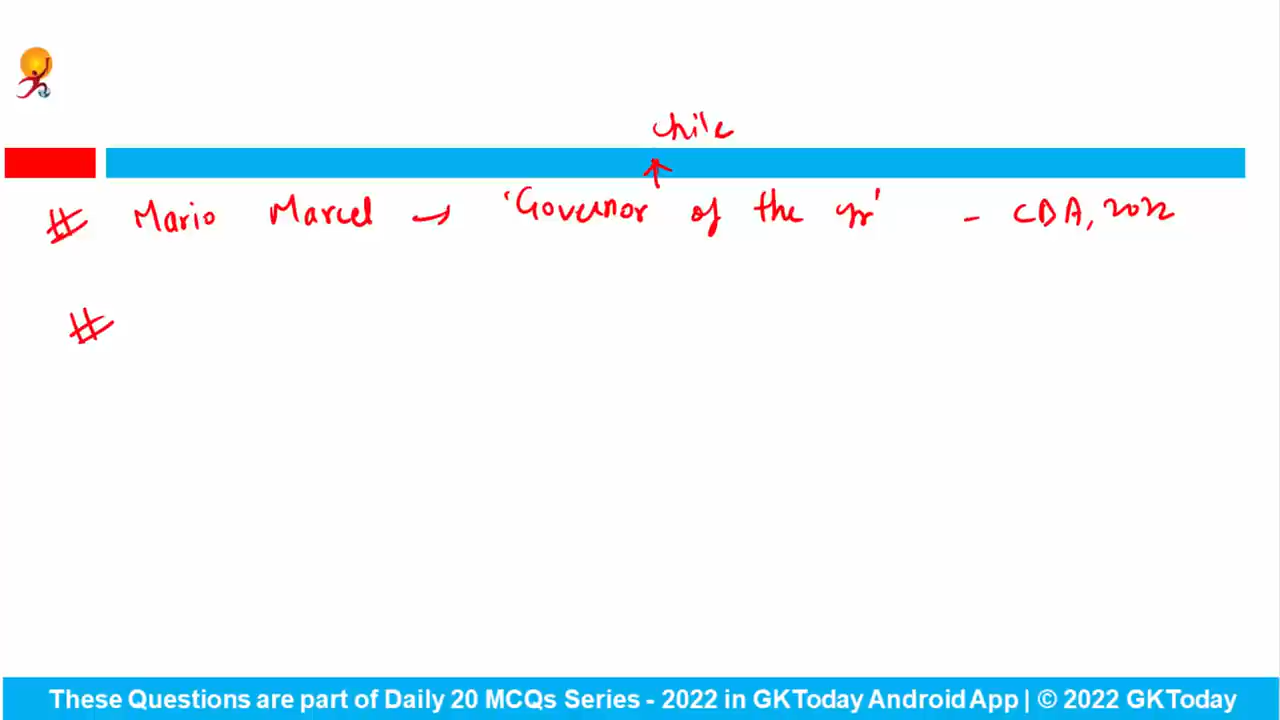 chile
↑
# Mario Marcel → 'Governor of the yr' - CBA, 2022
#
These Questions are part of Daily 20 MCQs Series - 2022 in GKToday Android App | © 2022 GKToday